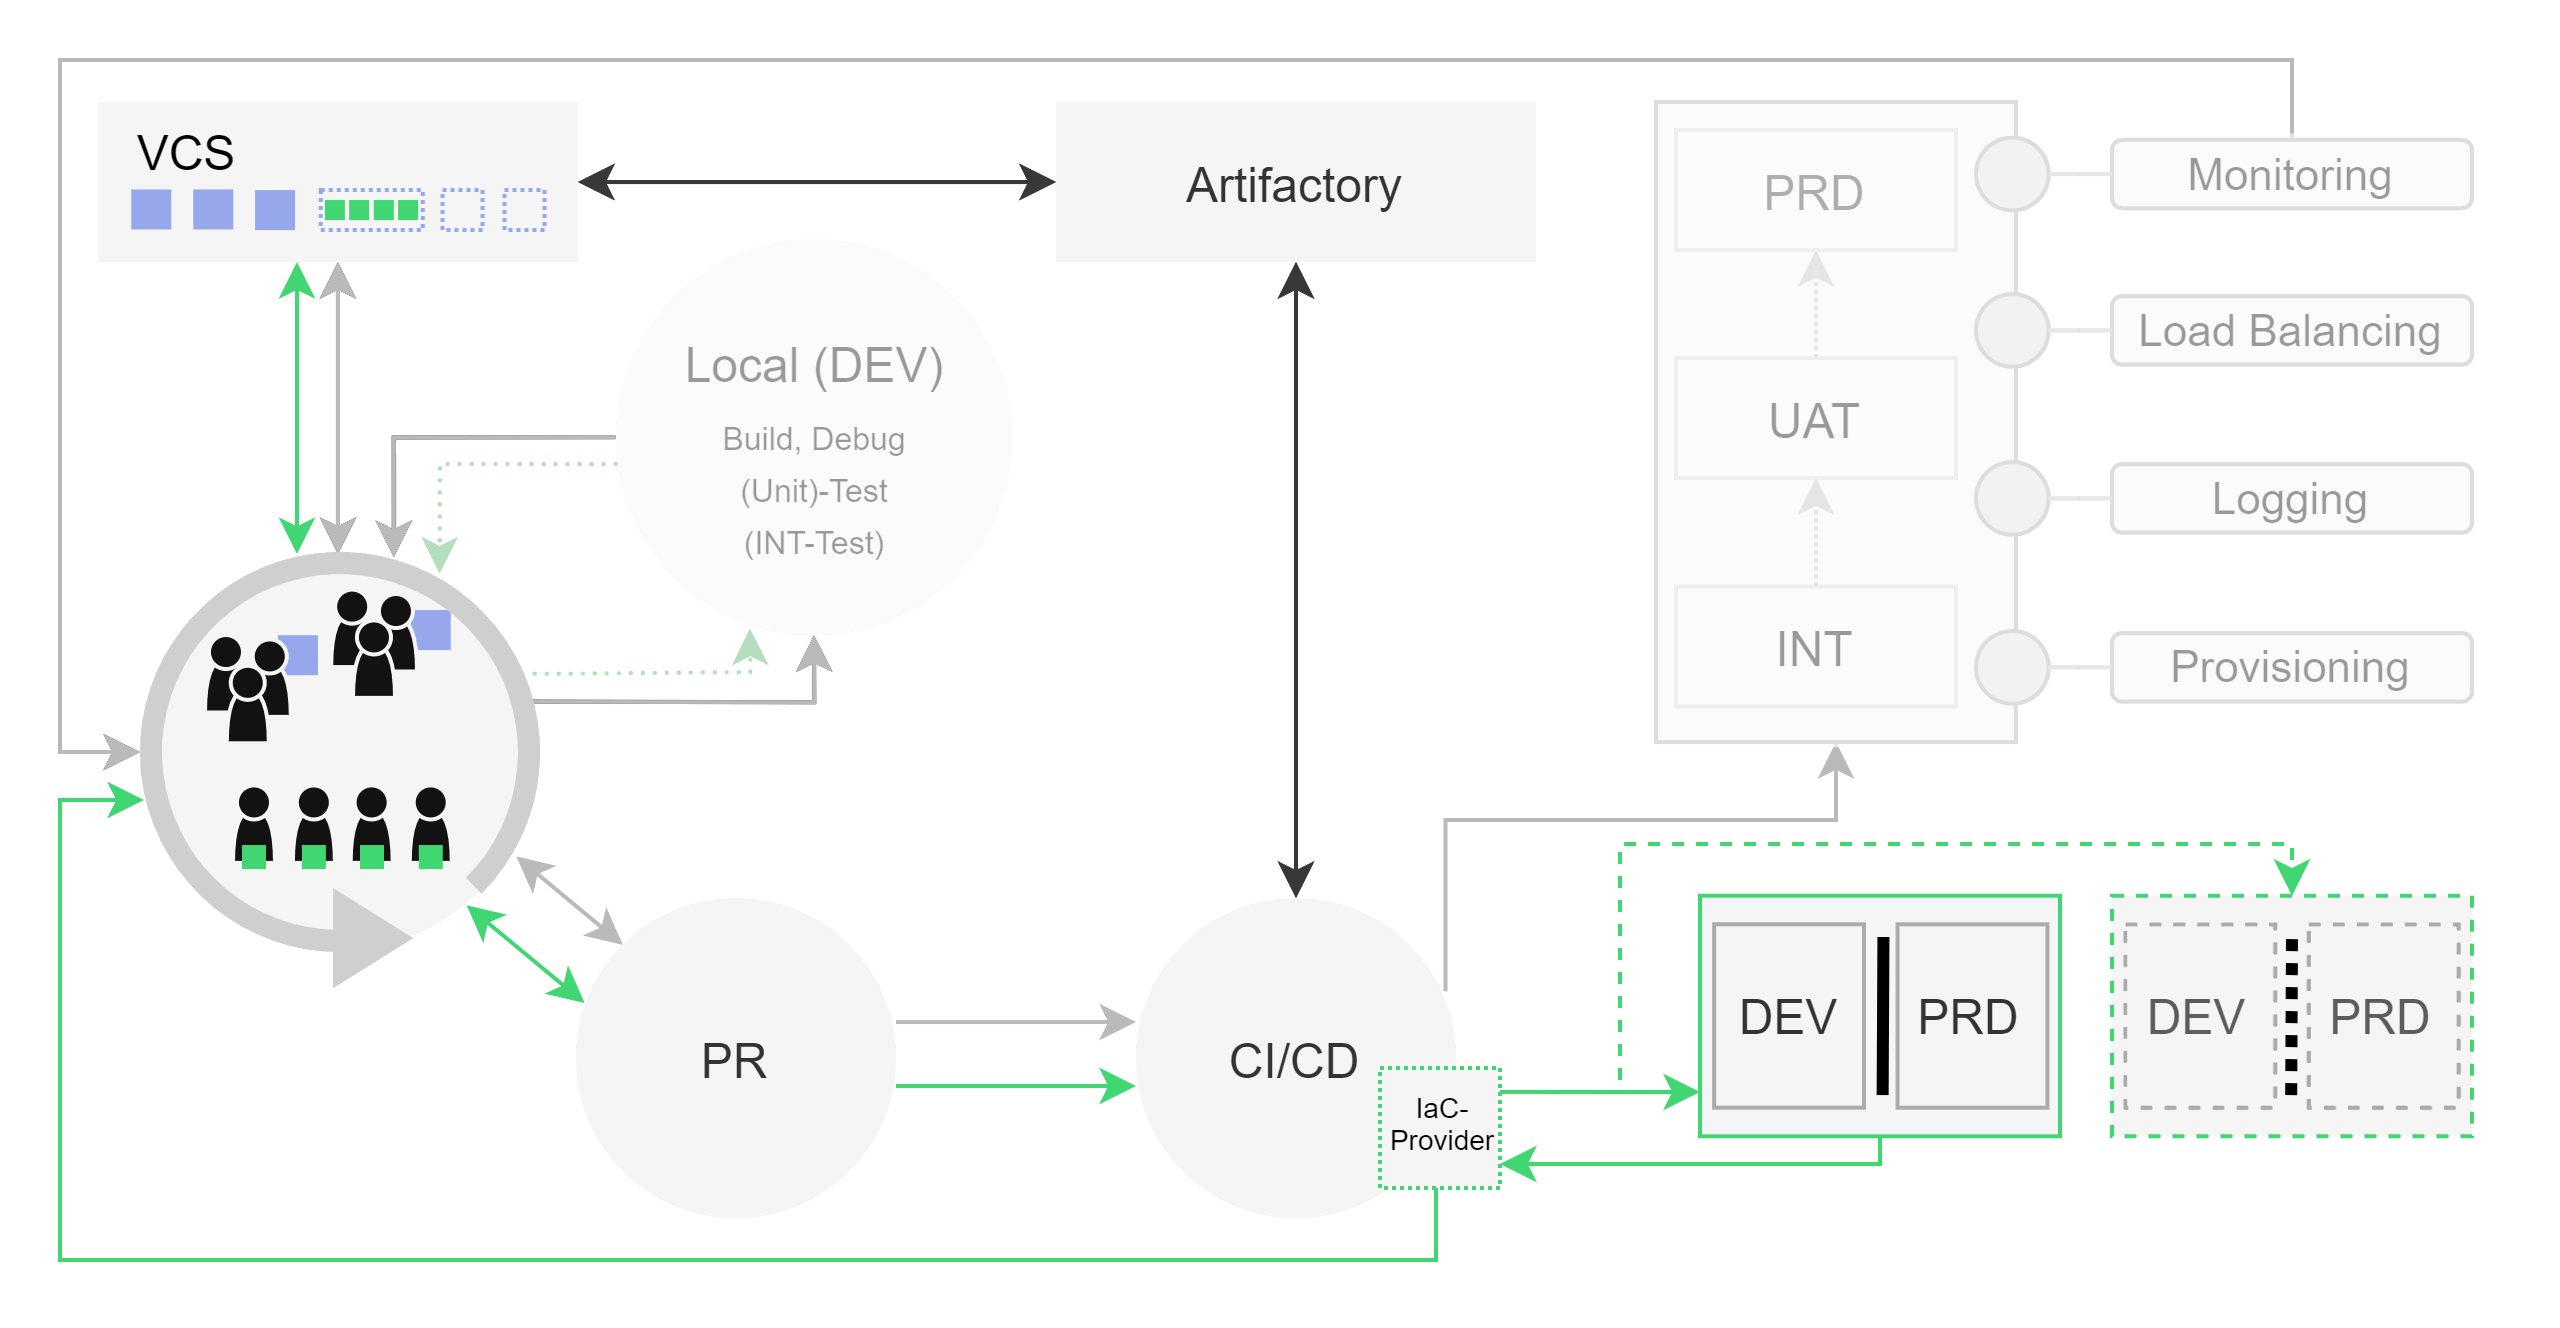 VCS
Artifactory
PRD
Monitoring
Local (DEV)
Build, Debug
(Unit)-Test
(INT-Test)
UAT
Load Balancing
Logging
INT
Provisioning
PR
CI/CD
IaC-
Provider
DEV
PRD
DEV
PRD